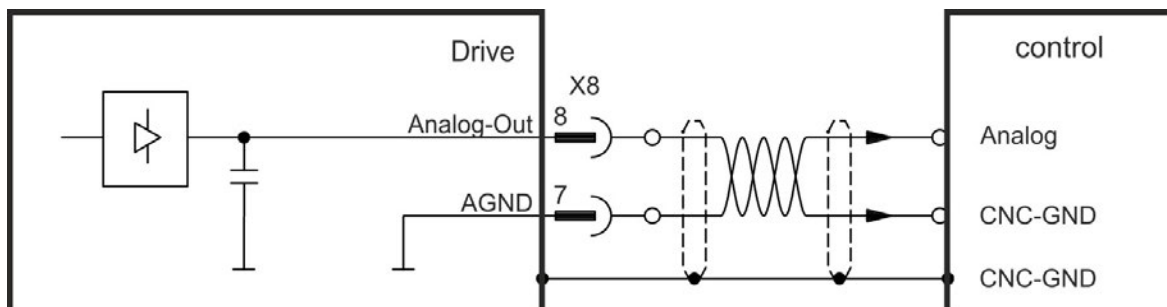 Drive
control
X8
Analog-Out
8
Analog
AGND
7
CNC-GND
CNC-GND